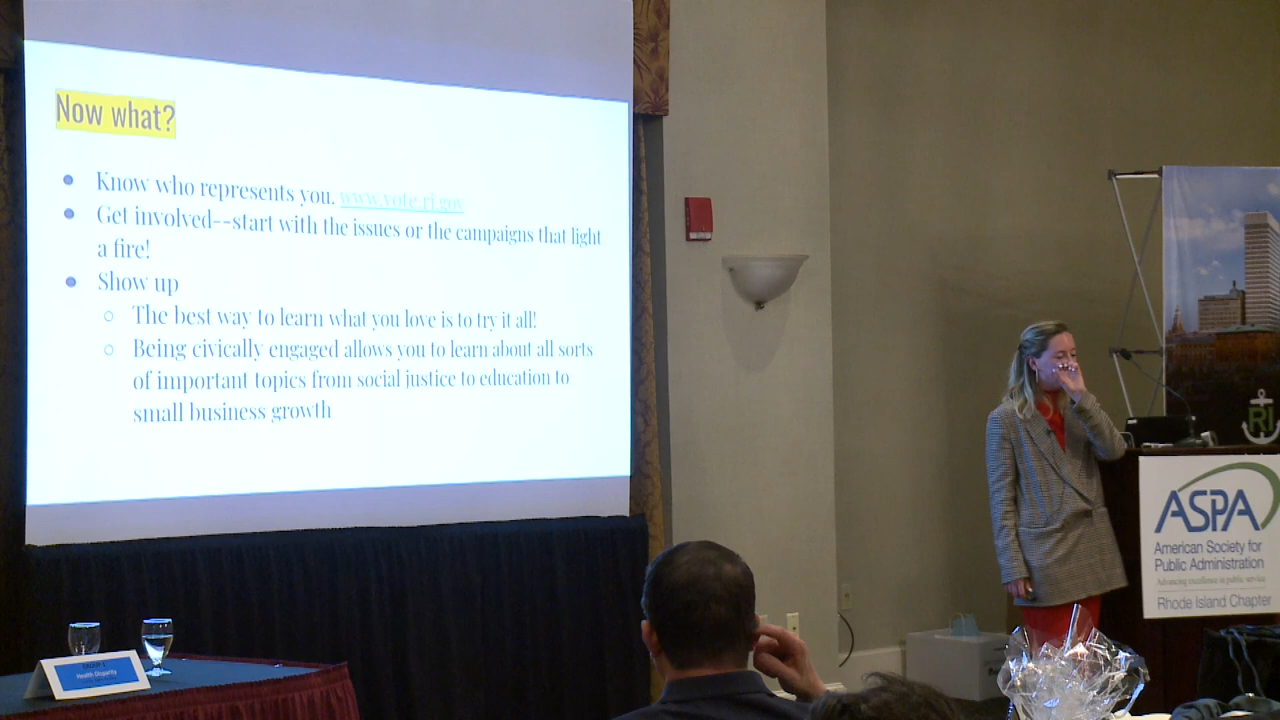 Now what?
Know who represents you. www.vote.ri.gov
Get involved--start with the issues or the campaigns that light
a fire!
Show up
The best way to learn what you love is to try it all!
Being civically engaged allows you to learn about all sorts
of important topics from social justice to education to
small business growth
RI
ASPA
American Society for
Public Administration
Advancing excellence in public service
Rhode Island Chapter
GROUP 1
Health Disparity